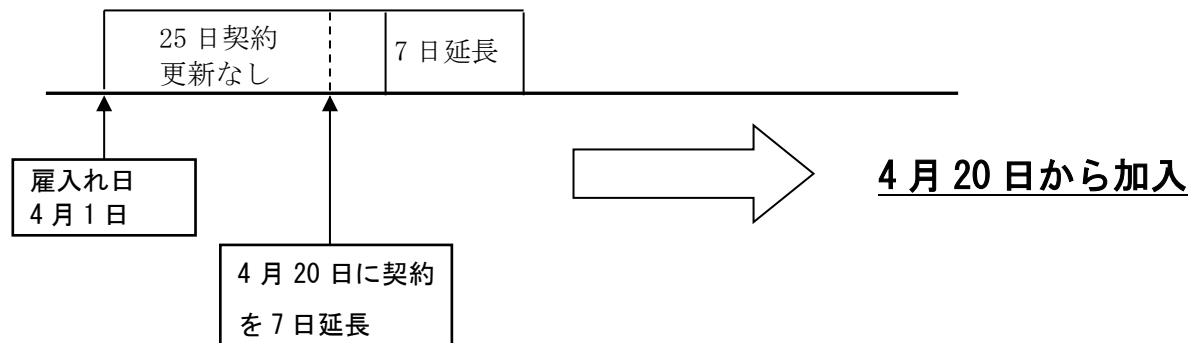 25 日契約
更新なし
7 日延長
雇入れ日
4 月 1 日
4 月 20 日に契約
を 7 日延長
4 月 20 日から加入